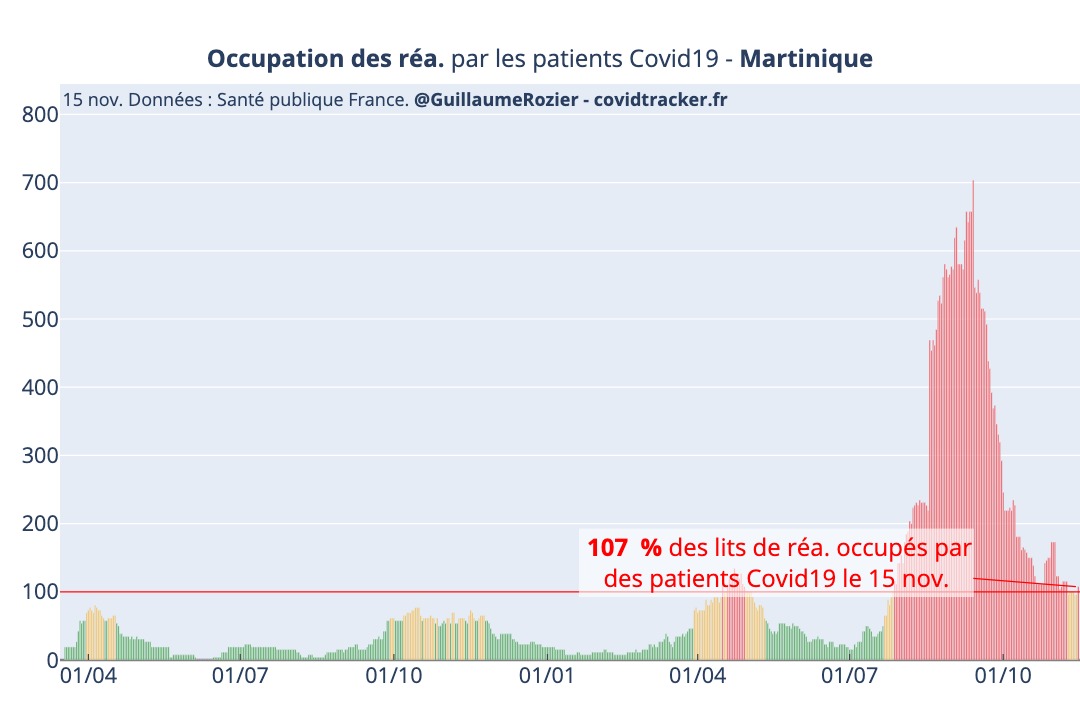 Occupation des réa. par les patients Covid19 - Martinique
15 nov. Données : Santé publique France. @GuillaumeRozier - covidtracker.fr
800
700
600
500
400
300
200
107 % des lits de réa. occupés par
des patients Covid19 le 15 nov.
100
0
01/04 01/07 01/10 01/01 01/04 01/07 01/10